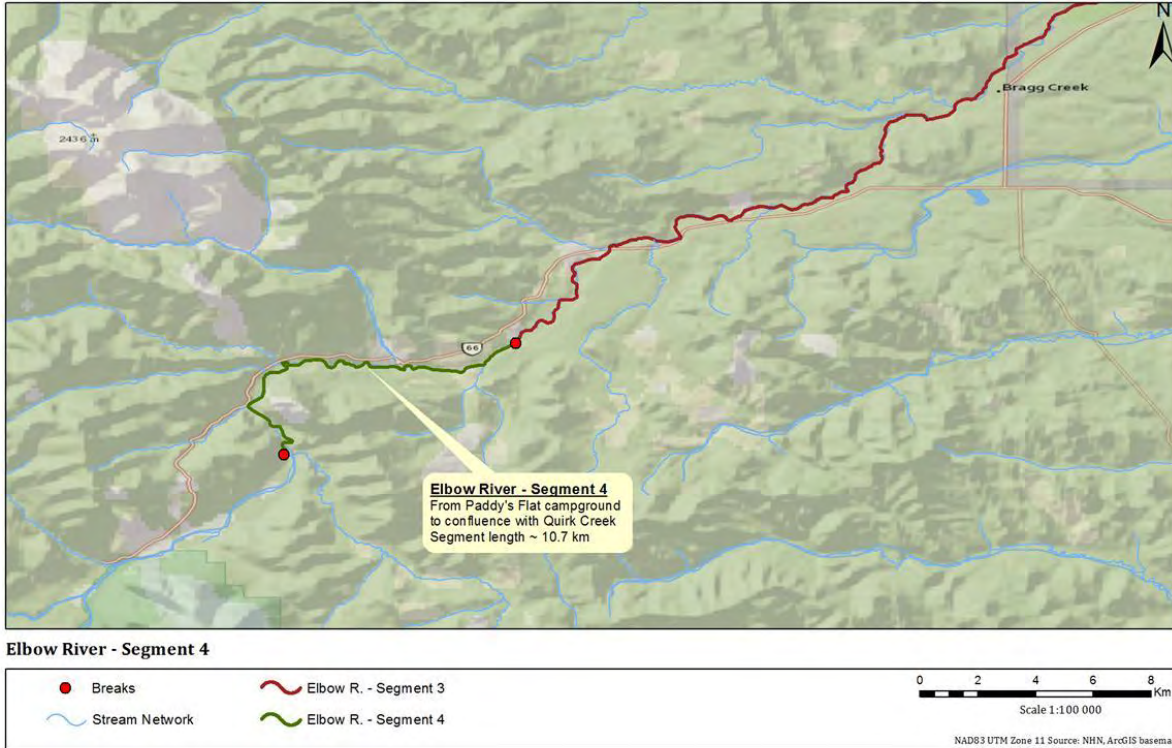 N
Bragg Creek
2436 m
66
Elbow River - Segment 4
From Paddy's Flat campground
to confluence with Quirk Creek
Segment length ~ 10.7 km
Elbow River - Segment 4
Breaks
Elbow R. - Segment 3
Stream Network
Elbow R. - Segment 4
0 2 4 6 8
Km
Scale 1:100 000
NAD83 UTM Zone 11 Source: NHN, ArcGIS basema